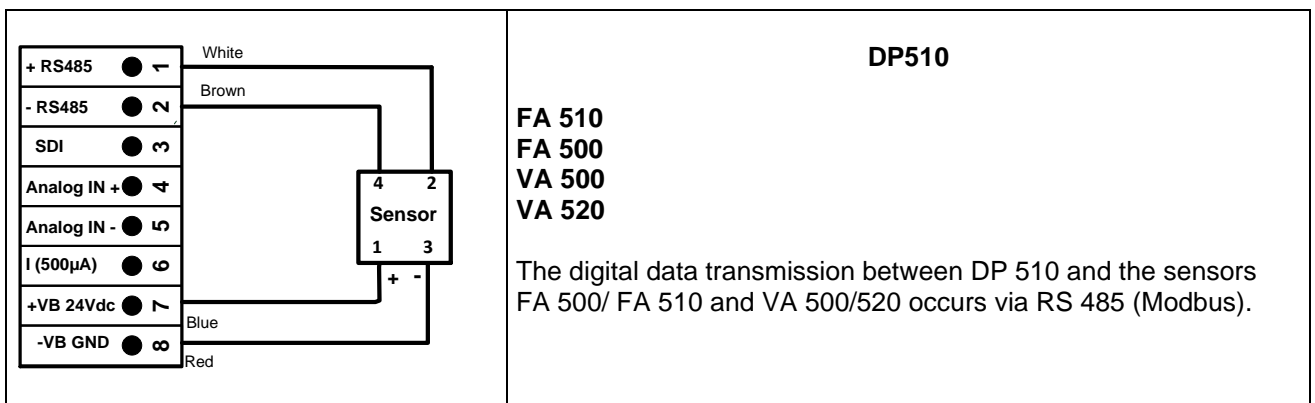 + RS485 1
- RS485 2
SDI 3
Analog IN + 4
Analog IN - 5
I (500µA) 6
+VB 24Vdc 7
-VB GND 8
White
Brown
4 2
Sensor
1 3
+ -
Blue
Red
DP510
FA 510
FA 500
VA 500
VA 520
The digital data transmission between DP 510 and the sensors
FA 500/ FA 510 and VA 500/520 occurs via RS 485 (Modbus).